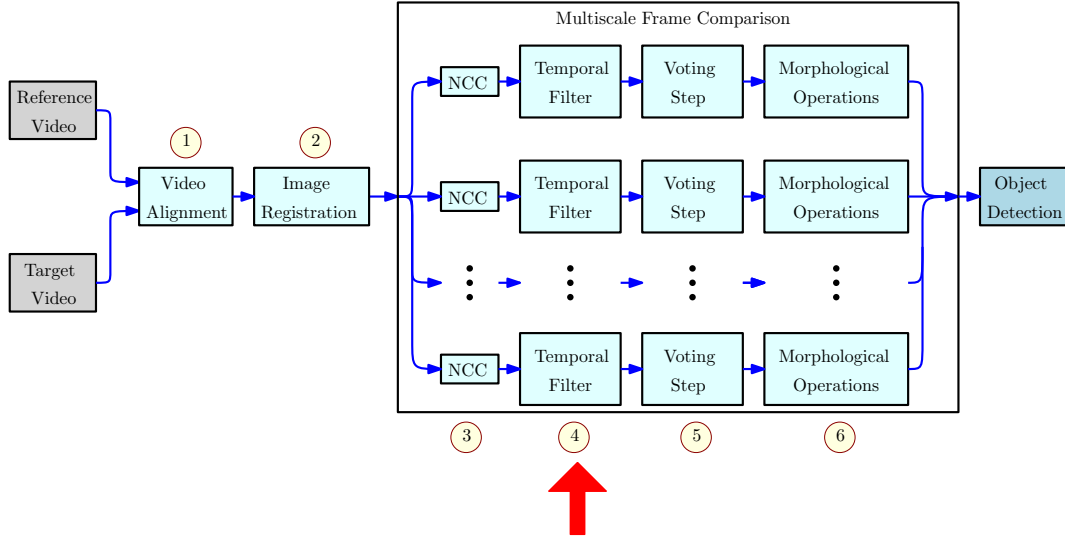 Multiscale Frame Comparison
Reference
Video
Target
Video
1
Video
Alignment
2
Image
Registration
NCC
Temporal
Filter
Voting
Step
Morphological
Operations
NCC
Temporal
Filter
Voting
Step
Morphological
Operations
NCC
Temporal
Filter
Voting
Step
Morphological
Operations
3
4
5
6
Object
Detection